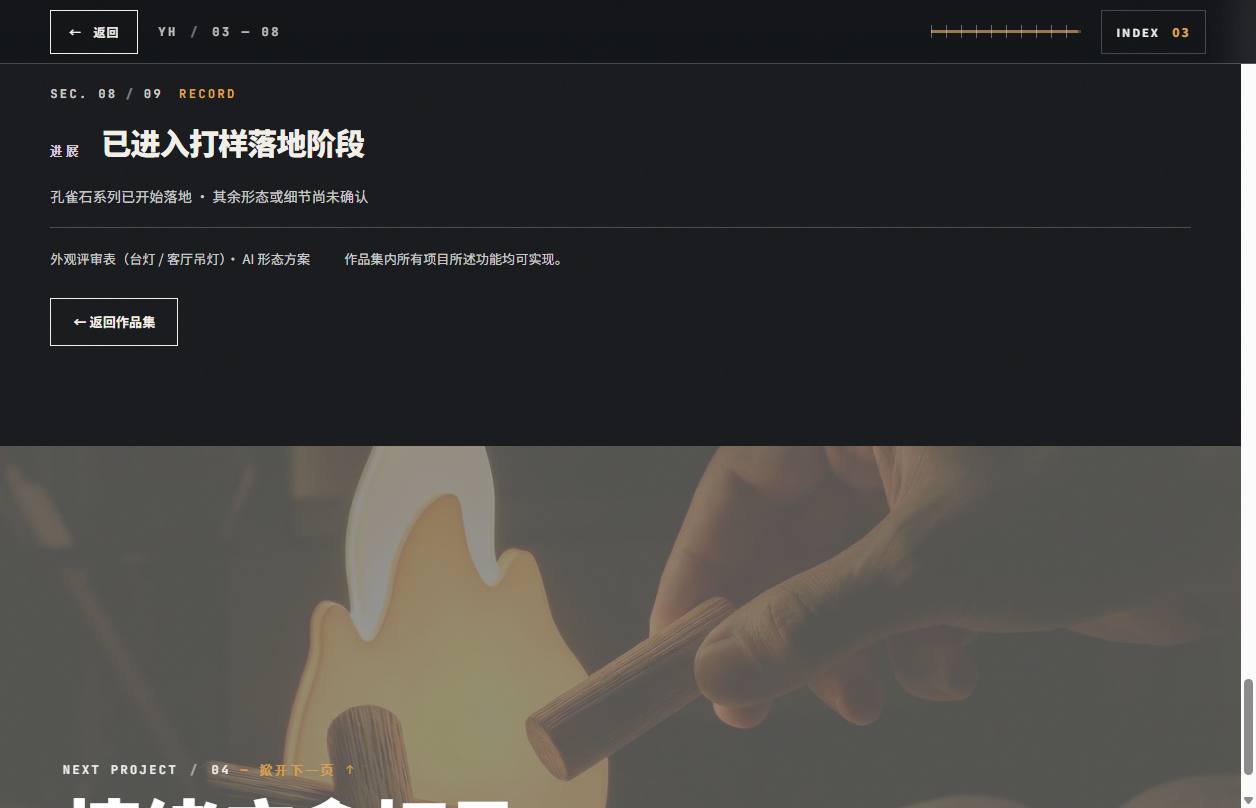 ← 返回
YH / 03 — 08
INDEX 03
SEC. 08 / 09 RECORD
进展 已进入打样落地阶段
孔雀石系列已开始落地 · 其余形态或细节尚未确认
外观评审表（台灯 / 客厅吊灯）· AI 形态方案 作品集内所有项目所述功能均可实现。
← 返回作品集
NEXT PROJECT / 04 — 掀开下一页 ↑